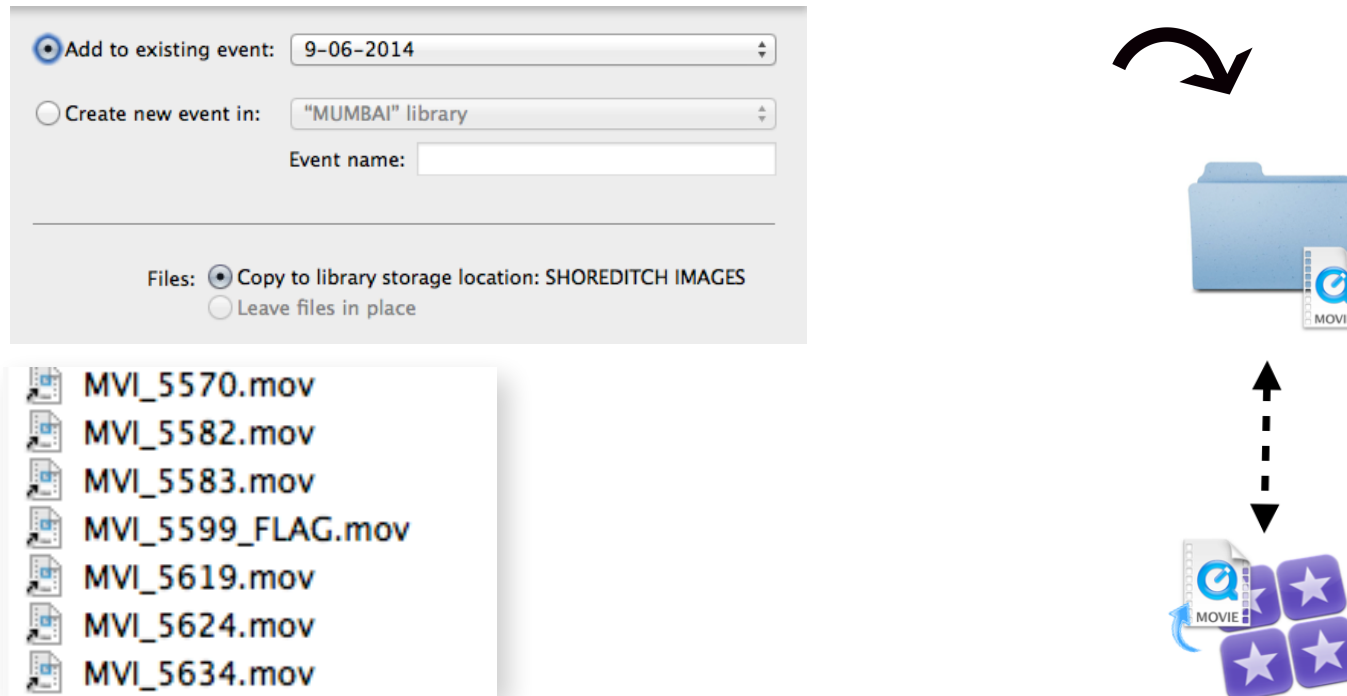 Add to existing event: 9-06-2014
Create new event in: "MUMBAI" library
Event name:
Files: Copy to library storage location: SHOREDITCH IMAGES
Leave files in place
MVI_5570.mov
MVI_5582.mov
MVI_5583.mov
MVI_5599_FLAG.mov
MVI_5619.mov
MVI_5624.mov
MVI_5634.mov
MOVIE